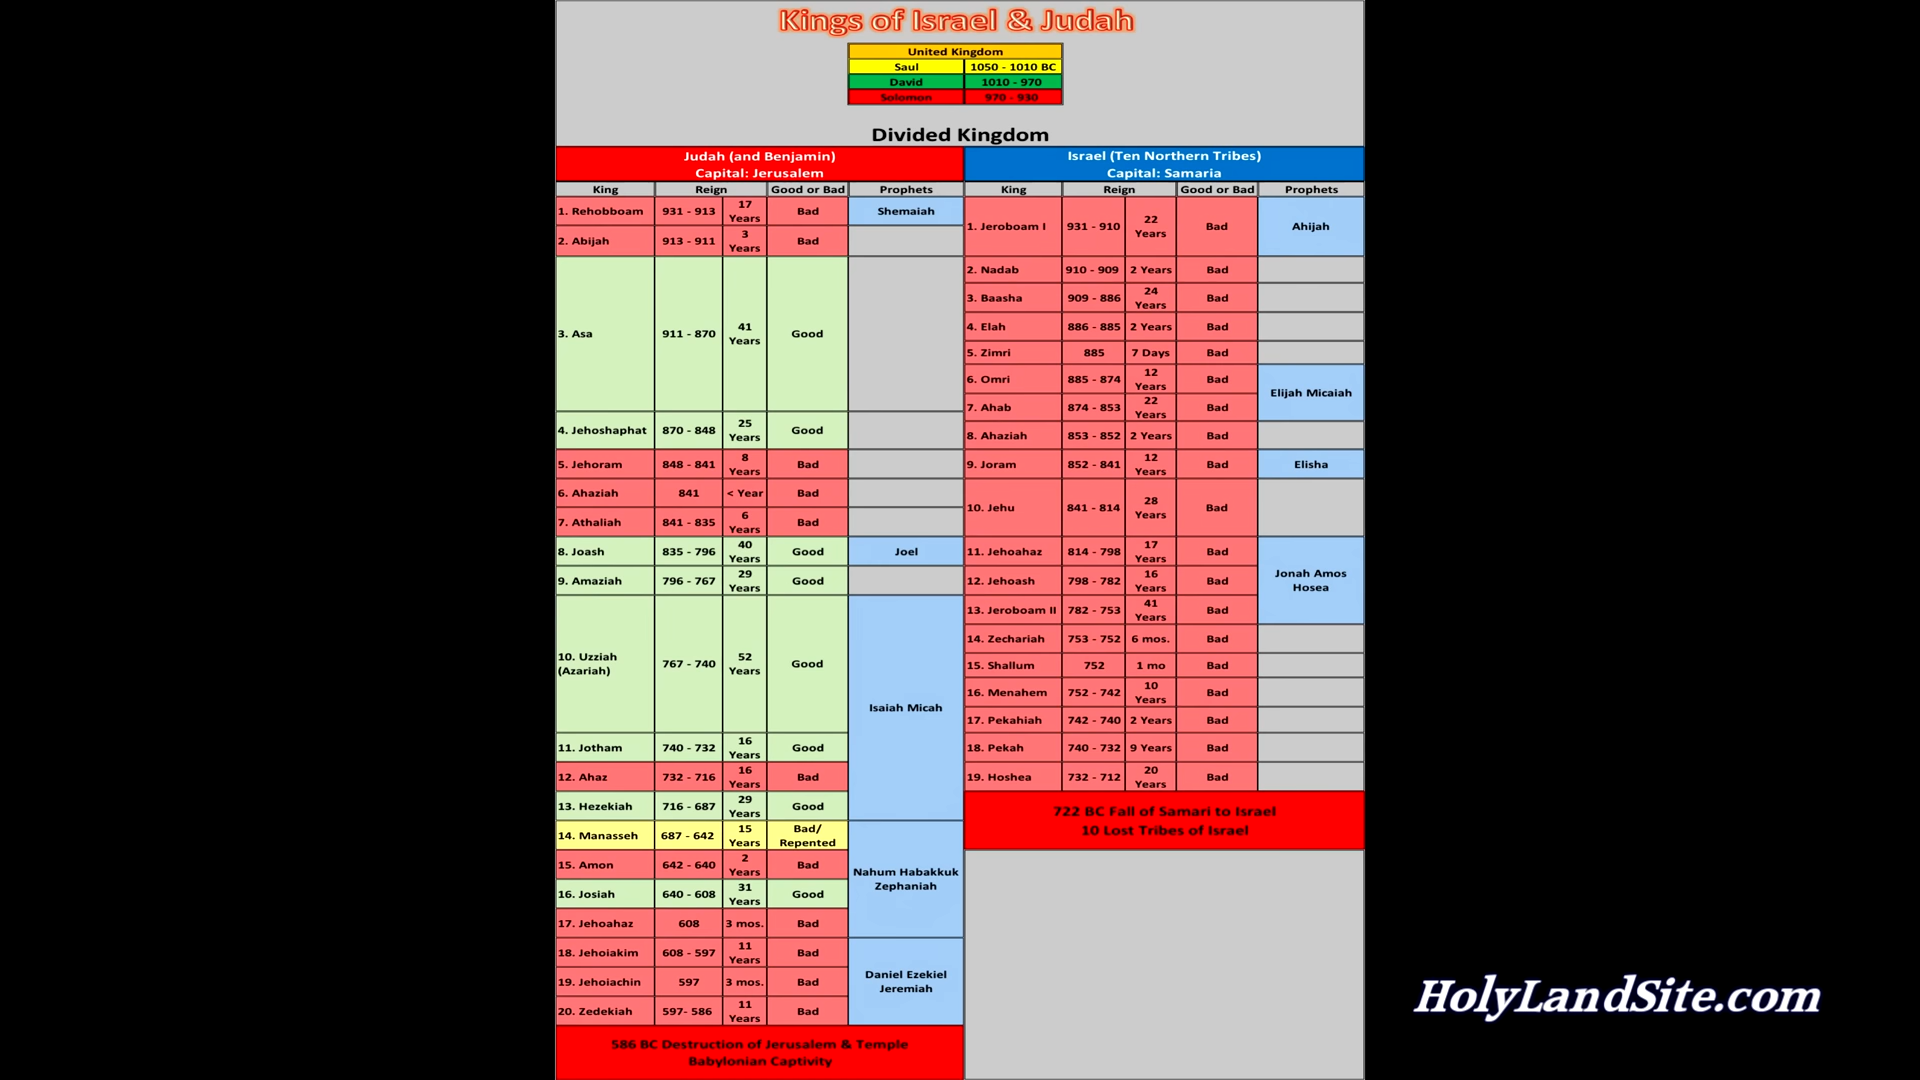 Kings of Israel & Judah
United Kingdom
Saul 1050 - 1010 BC
David 1010 - 970
Solomon 970 - 930
Divided Kingdom
Judah (and Benjamin)
Capital: Jerusalem
King Reign Good or Bad Prophets
1. Rehobboam 931 - 913 17 Years Bad Shemaiah
2. Abijah 913 - 911 3 Years Bad
3. Asa 911 - 870 41 Years Good
4. Jehoshaphat 870 - 848 25 Years Good
5. Jehoram 848 - 841 8 Years Bad
6. Ahaziah 841 < Year Bad
7. Athaliah 841 - 835 6 Years Bad
8. Joash 835 - 796 40 Years Good Joel
9. Amaziah 796 - 767 29 Years Good
10. Uzziah (Azariah) 767 - 740 52 Years Good
Isaiah Micah
11. Jotham 740 - 732 16 Years Good
12. Ahaz 732 - 716 16 Years Bad
13. Hezekiah 716 - 687 29 Years Good
14. Manasseh 687 - 642 15 Years Bad/ Repented
15. Amon 642 - 640 2 Years Bad
Nahum Habakkuk
Zephaniah
16. Josiah 640 - 608 31 Years Good
17. Jehoahaz 608 3 mos. Bad
18. Jehoiakim 608 - 597 11 Years Bad
Daniel Ezekiel
Jeremiah
19. Jehoiachin 597 3 mos. Bad
20. Zedekiah 597- 586 11 Years Bad
586 BC Destruction of Jerusalem & Temple
Babylonian Captivity
Israel (Ten Northern Tribes)
Capital: Samaria
King Reign Good or Bad Prophets
1. Jeroboam I 931 - 910 22 Years Bad Ahijah
2. Nadab 910 - 909 2 Years Bad
3. Baasha 909 - 886 24 Years Bad
4. Elah 886 - 885 2 Years Bad
5. Zimri 885 7 Days Bad
6. Omri 885 - 874 12 Years Bad
Elijah Micaiah
7. Ahab 874 - 853 22 Years Bad
8. Ahaziah 853 - 852 2 Years Bad
9. Joram 852 - 841 12 Years Bad Elisha
10. Jehu 841 - 814 28 Years Bad
11. Jehoahaz 814 - 798 17 Years Bad
12. Jehoash 798 - 782 16 Years Bad
Jonah Amos
Hosea
13. Jeroboam II 782 - 753 41 Years Bad
14. Zechariah 753 - 752 6 mos. Bad
15. Shallum 752 1 mo Bad
16. Menahem 752 - 742 10 Years Bad
17. Pekahiah 742 - 740 2 Years Bad
18. Pekah 740 - 732 9 Years Bad
19. Hoshea 732 - 712 20 Years Bad
722 BC Fall of Samari to Israel
10 Lost Tribes of Israel
HolyLandSite.com